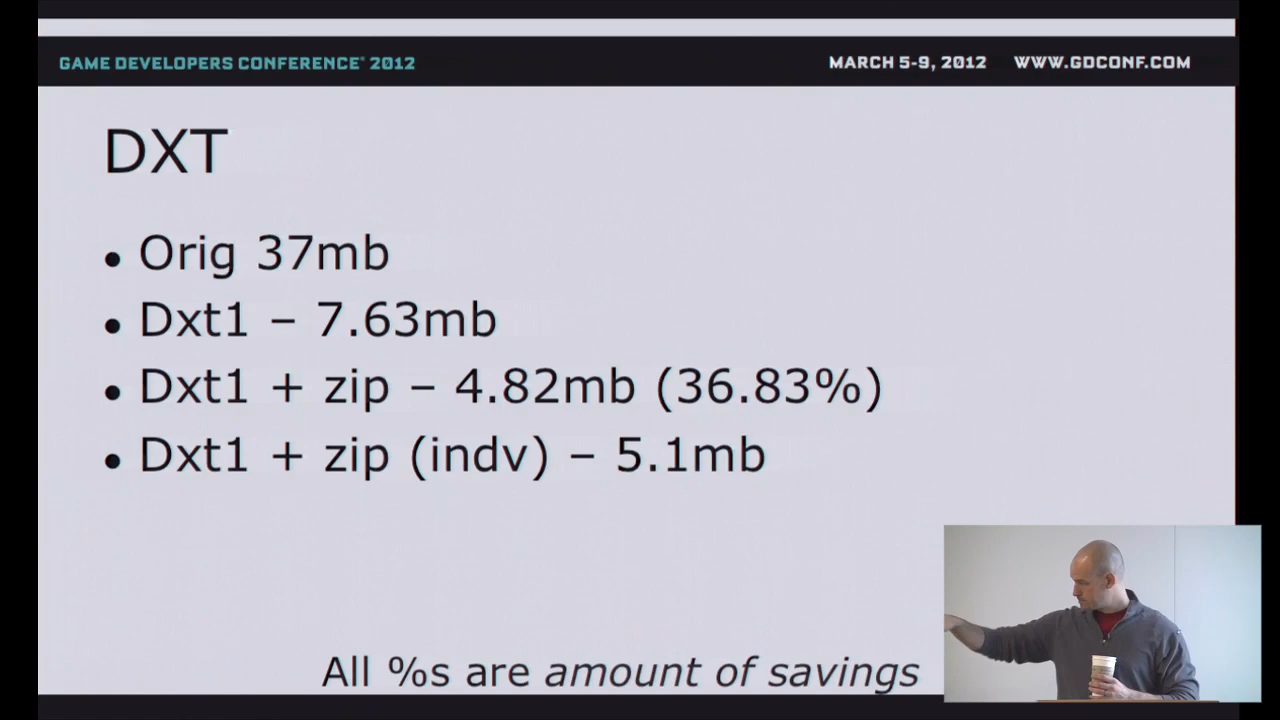 GAME DEVELOPERS CONFERENCE® 2012
MARCH 5-9, 2012 WWW.GDCONF.COM
DXT
• Orig 37mb
• Dxt1 – 7.63mb
• Dxt1 + zip – 4.82mb (36.83%)
• Dxt1 + zip (indv) – 5.1mb
All %s are amount of savings